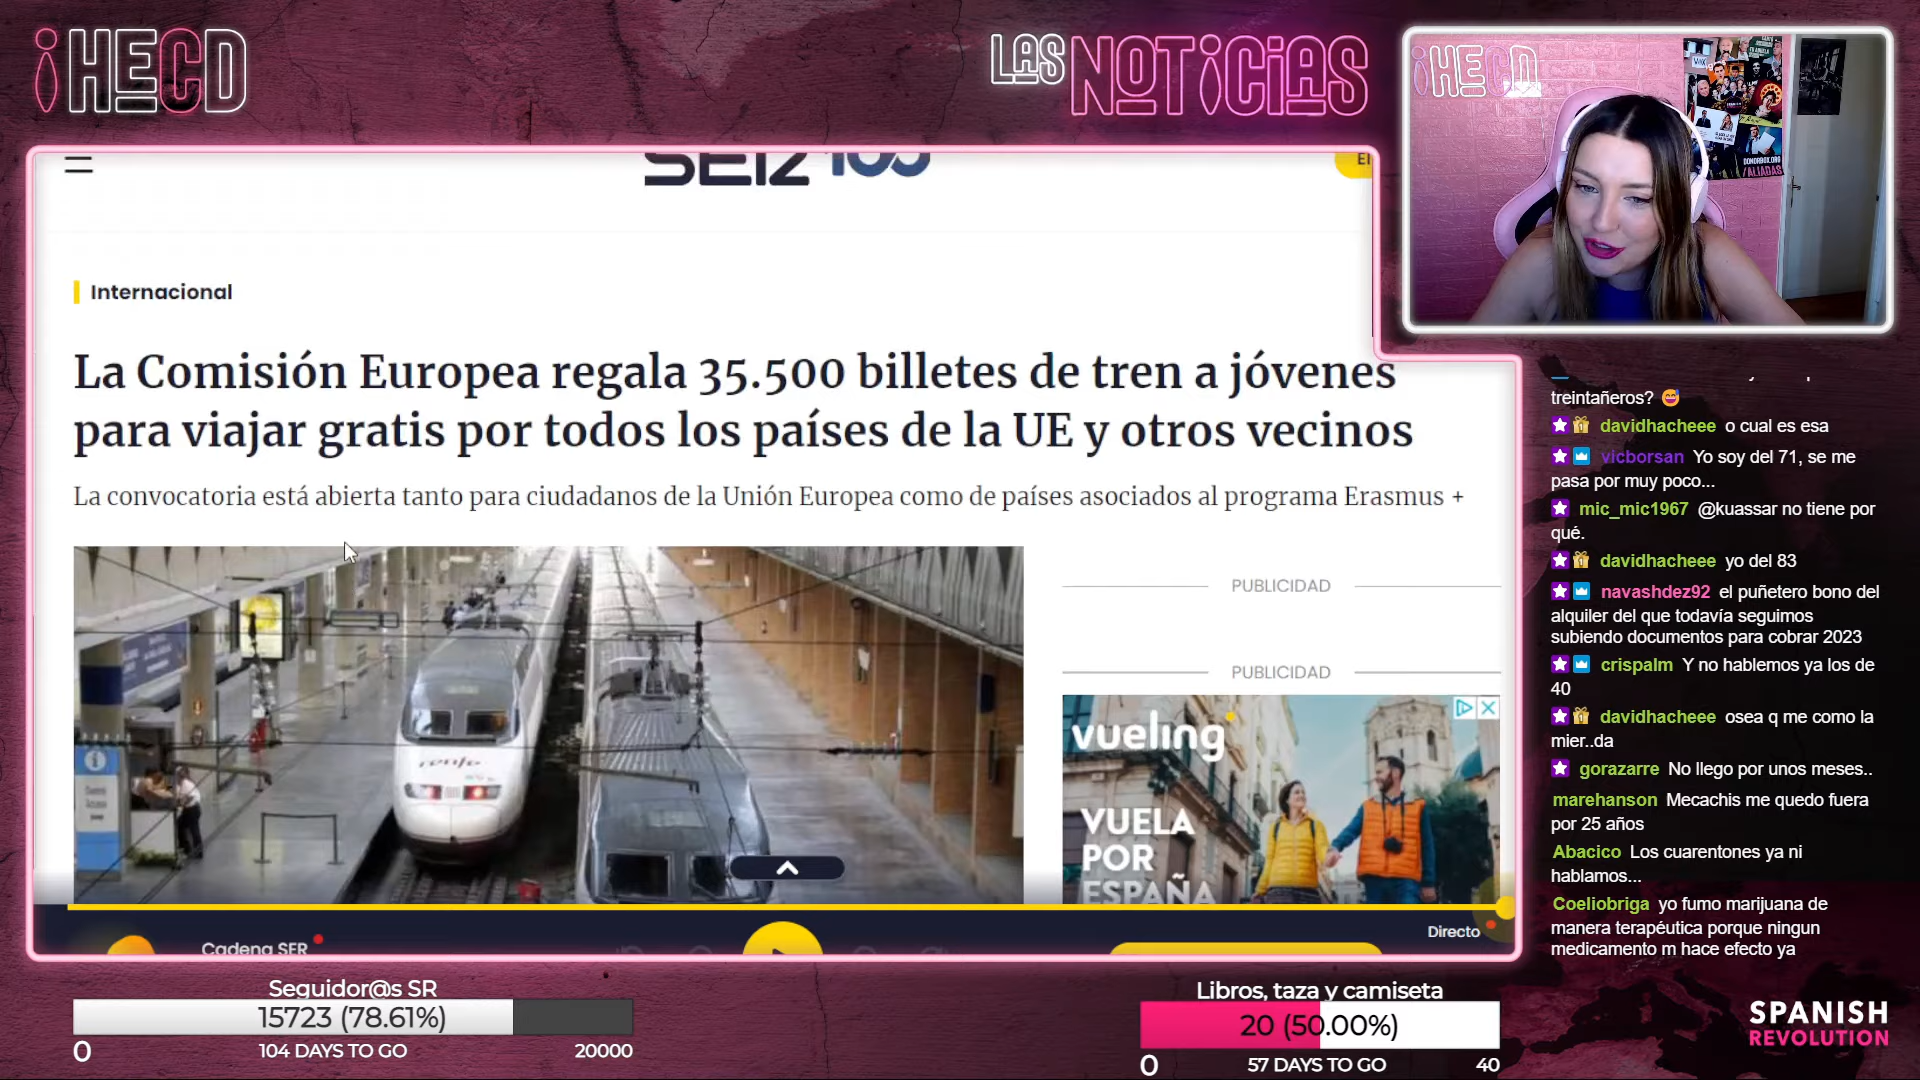 ¡HECD
LAS NOTICIAS
¡HECD
SER 100
El
Internacional
La Comisión Europea regala 35.500 billetes de tren a jóvenes
para viajar gratis por todos los países de la UE y otros vecinos
La convocatoria está abierta tanto para ciudadanos de la Unión Europea como de países asociados al programa Erasmus +
renfe
PUBLICIDAD
PUBLICIDAD
vueling
VUELA
POR
ESPAÑA
Cadena SER
Directo
DONORBOX.ORG
/ALIADAS
treintañeros? 😅
davidhacheee o cual es esa
vicborsan Yo soy del 71, se me
pasa por muy poco...
mic_mic1967 @kuassar no tiene por
qué.
davidhacheee yo del 83
navashdez92 el puñetero bono del
alquiler del que todavía seguimos
subiendo documentos para cobrar 2023
crispalm Y no hablemos ya los de
40
davidhacheee osea q me como la
mier..da
gorazarre No llego por unos meses..
marehanson Mecachis me quedo fuera
por 25 años
Abacico Los cuarentones ya ni
hablamos...
Coeliobriga yo fumo marijuana de
manera terapéutica porque ningun
medicamento m hace efecto ya
Seguidor@s SR
15723 (78.61%)
0 104 DAYS TO GO 20000
Libros, taza y camiseta
20 (50.00%)
0 57 DAYS TO GO 40
SPANISH
REVOLUTION